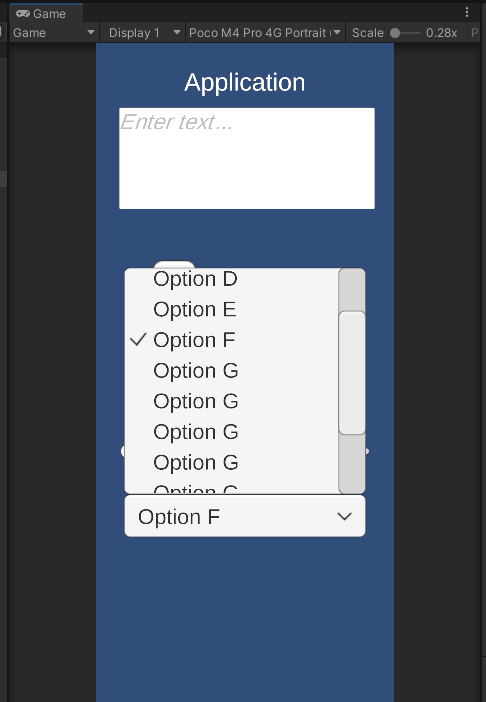 Game
Game Display 1 Poco M4 Pro 4G Portrait Scale 0.28x
Application
Enter text...
Option D
Option E
Option F
Option G
Option G
Option G
Option G
Option G
Option F